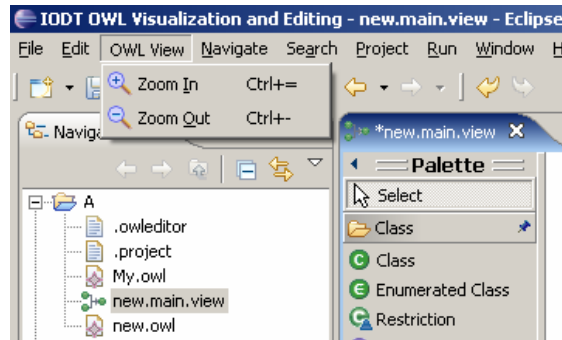 IODT OWL Visualization and Editing - new.main.view - Eclipse
File Edit OWL View Navigate Search Project Run Window H
Zoom In Ctrl+=
Zoom Out Ctrl+-
Naviga
*new.main.view
Palette
Select
A
Class
.owleditor
.project
Class
My.owl
Enumerated Class
new.main.view
Restriction
new.owl